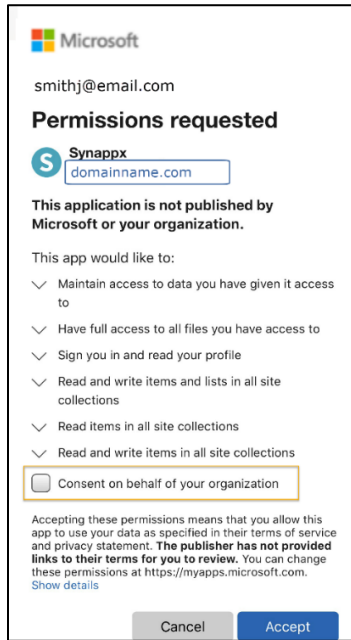 Microsoft
smithj@email.com
Permissions requested
S
Synappx
domainname.com
This application is not published by
Microsoft or your organization.
This app would like to:
Maintain access to data you have given it access
to
Have full access to all files you have access to
Sign you in and read your profile
Read and write items and lists in all site
collections
Read items in all site collections
Read and write items in all site collections
Consent on behalf of your organization
Accepting these permissions means that you allow this
app to use your data as specified in their terms of service
and privacy statement. The publisher has not provided
links to their terms for you to review. You can change
these permissions at https://myapps.microsoft.com.
Show details
Cancel Accept